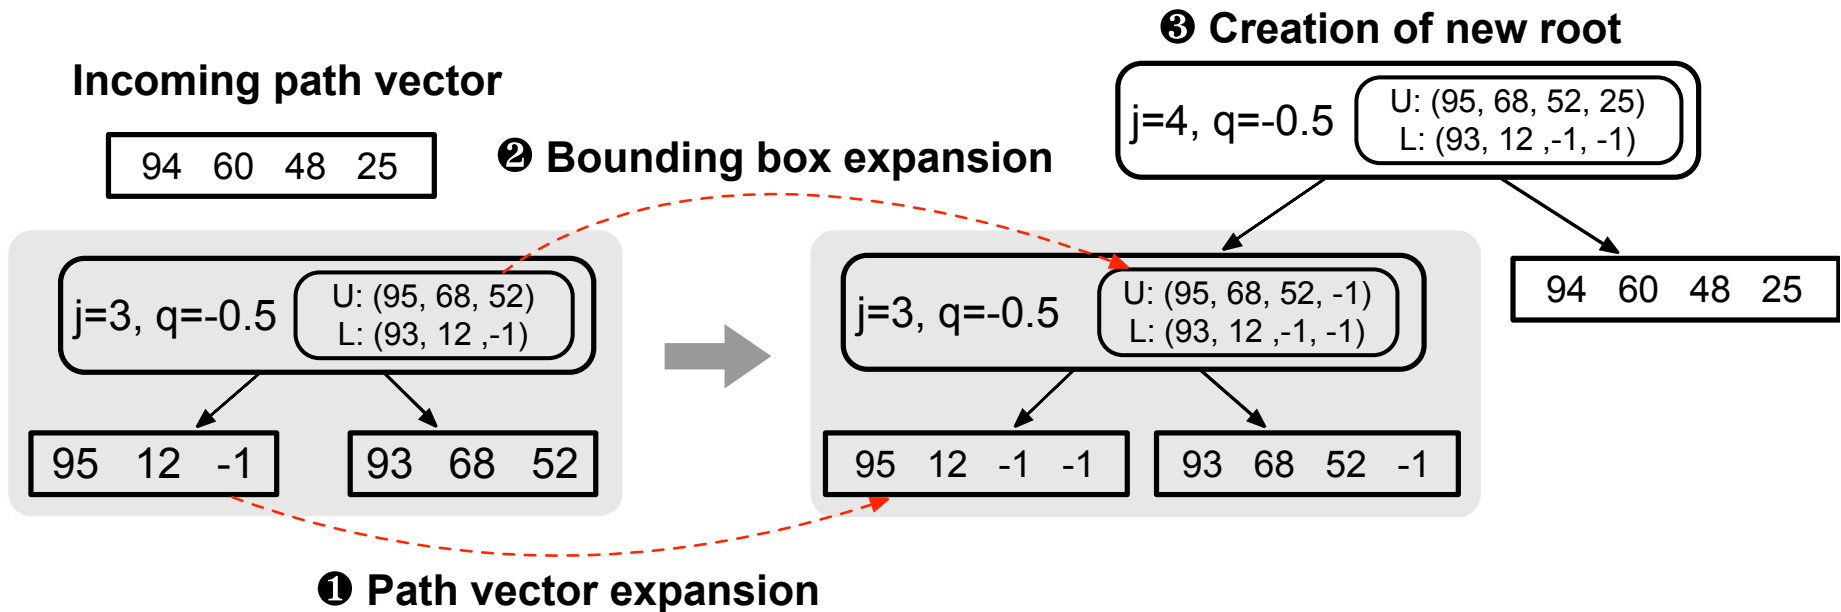 ❸ Creation of new root
Incoming path vector
94 60 48 25
j=4, q=-0.5
U: (95, 68, 52, 25)
L: (93, 12 ,-1, -1)
❷ Bounding box expansion
j=3, q=-0.5
U: (95, 68, 52)
L: (93, 12 ,-1)
95 12 -1
93 68 52
j=3, q=-0.5
U: (95, 68, 52, -1)
L: (93, 12 ,-1, -1)
94 60 48 25
95 12 -1 -1
93 68 52 -1
❶ Path vector expansion